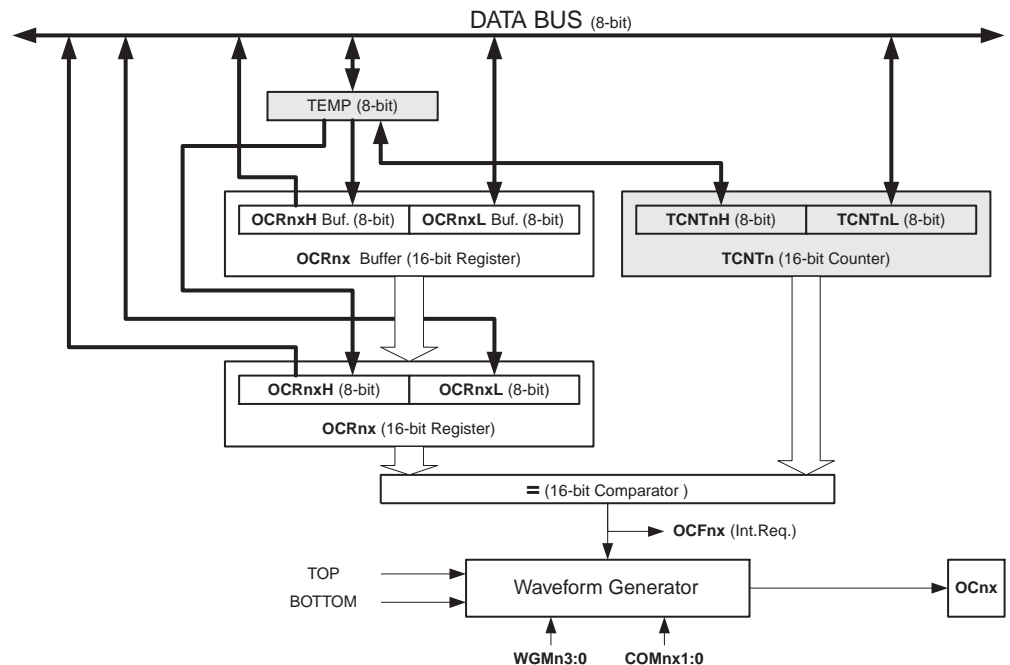 DATA BUS (8-bit)
TEMP (8-bit)
OCRnxH Buf. (8-bit) OCRnxL Buf. (8-bit)
OCRnx Buffer (16-bit Register)
TCNTnH (8-bit) TCNTnL (8-bit)
TCNTn (16-bit Counter)
OCRnxH (8-bit) OCRnxL (8-bit)
OCRnx (16-bit Register)
= (16-bit Comparator )
OCFnx (Int.Req.)
TOP
BOTTOM
Waveform Generator
OCnx
WGMn3:0 COMnx1:0